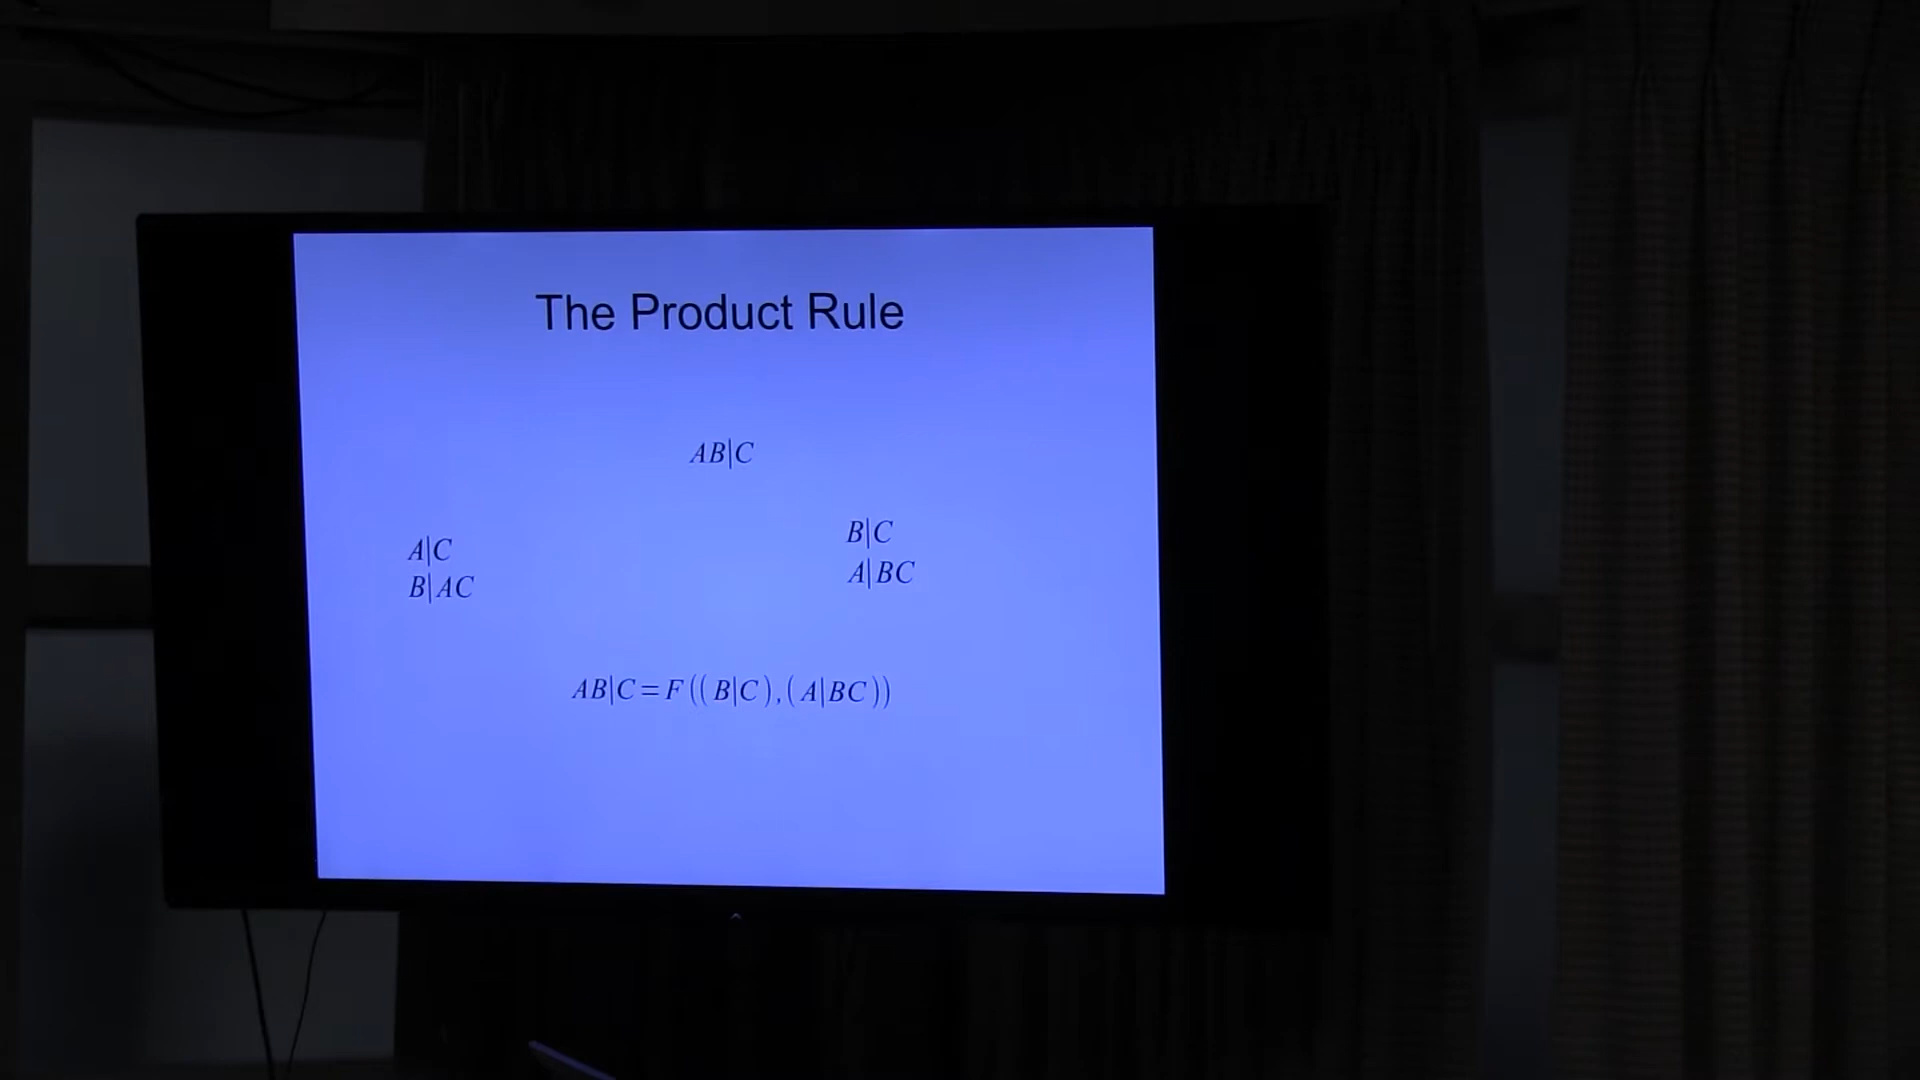 The Product Rule
AB|C
A|C
B|AC
B|C
A|BC
AB|C=F((B|C),(A|BC))